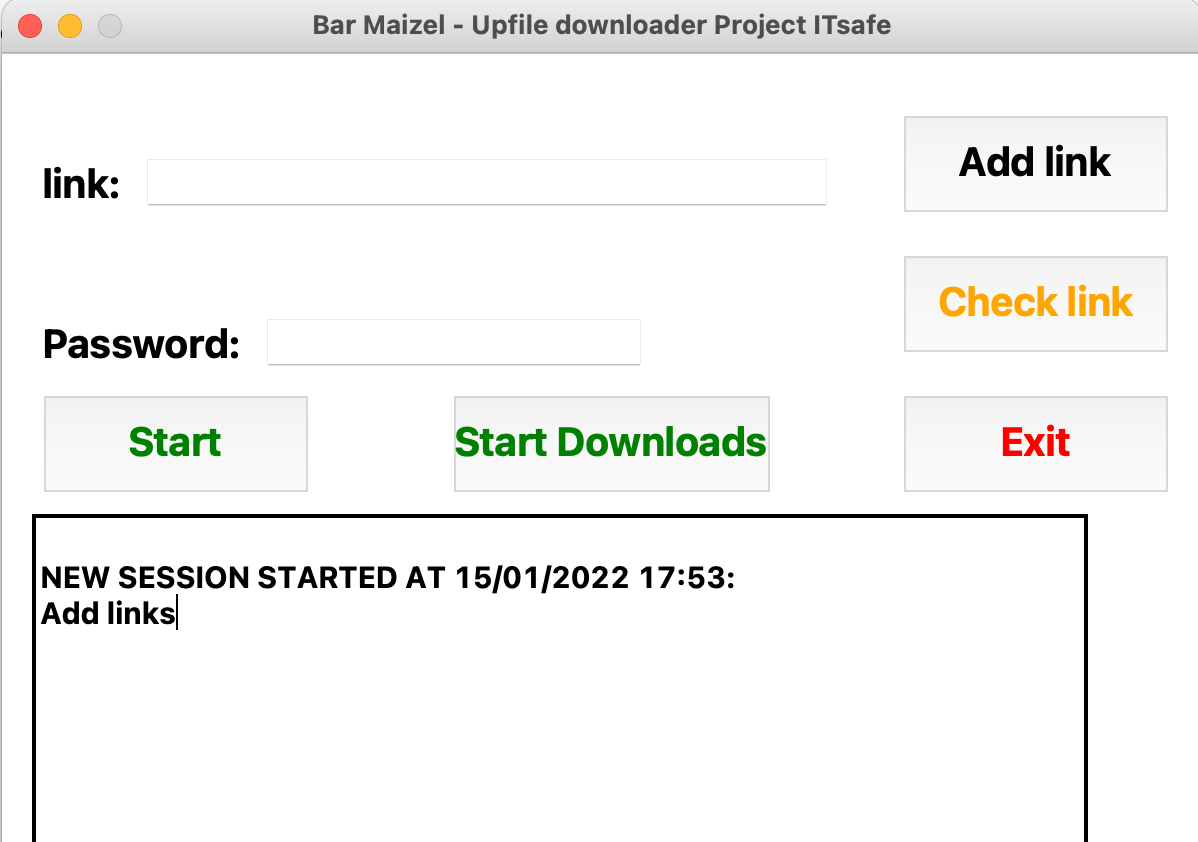 Bar Maizel - Upfile downloader Project ITsafe
link:
Add link
Check link
Password:
Start
Start Downloads
Exit
NEW SESSION STARTED AT 15/01/2022 17:53:
Add links